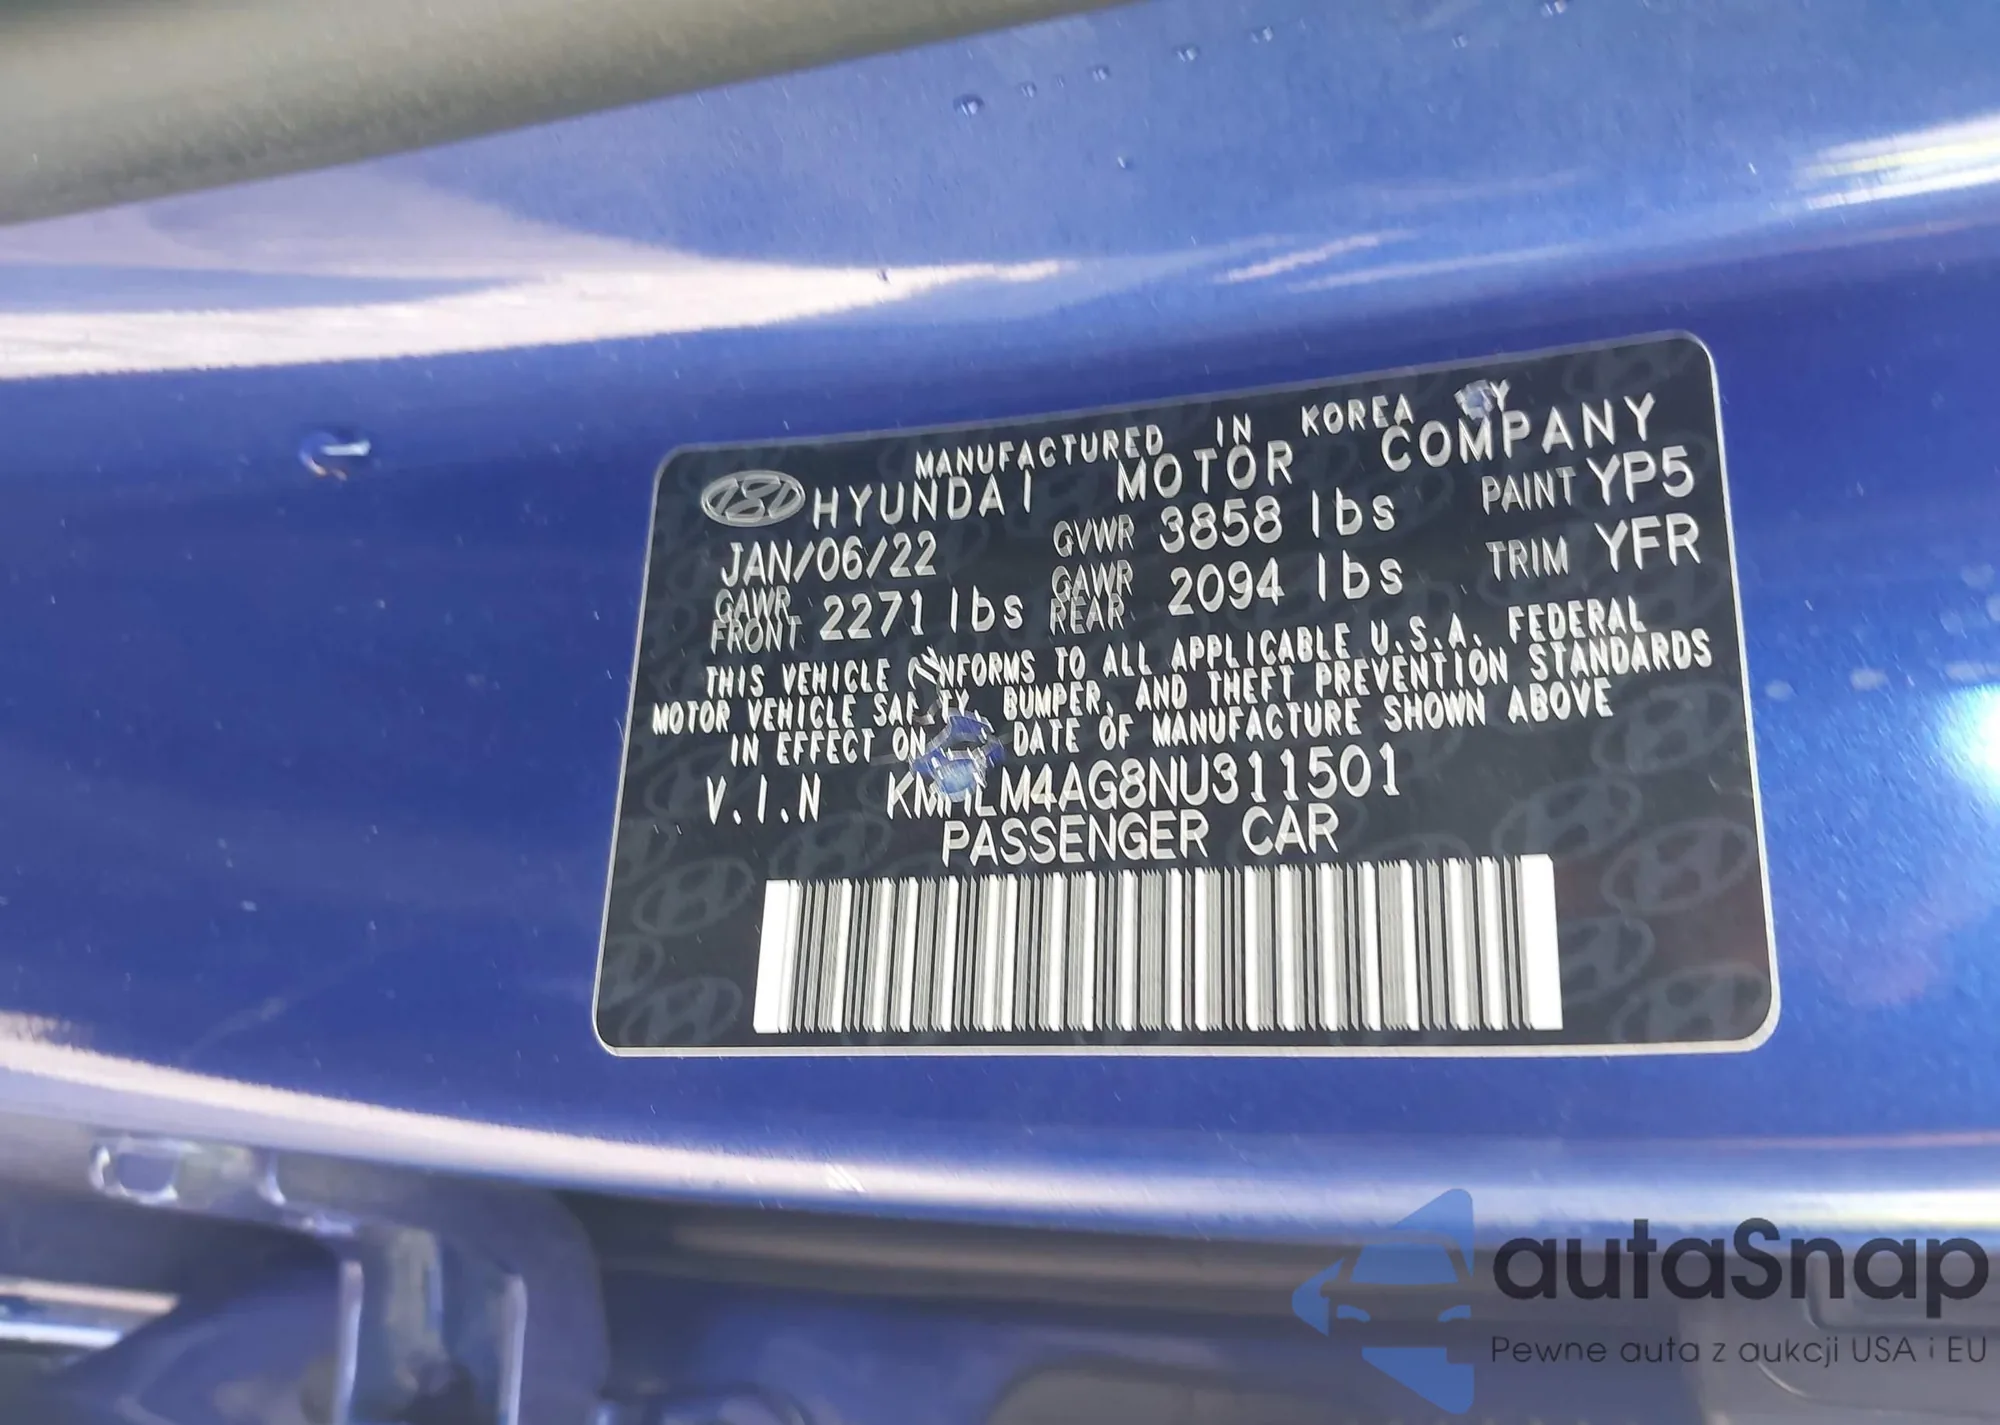 MANUFACTURED IN KOREA BY
HYUNDAI MOTOR COMPANY
JAN/06/22 GVWR 3858 lbs PAINT YP5
GAWR FRONT 2271 lbs GAWR REAR 2094 lbs TRIM YFR
THIS VEHICLE CONFORMS TO ALL APPLICABLE U.S.A. FEDERAL
MOTOR VEHICLE SAFETY, BUMPER, AND THEFT PREVENTION STANDARDS
IN EFFECT ON DATE OF MANUFACTURE SHOWN ABOVE
V.I.N KMHLM4AG8NU311501
PASSENGER CAR
autaSnap
Pewne auta z aukcji USA i EU